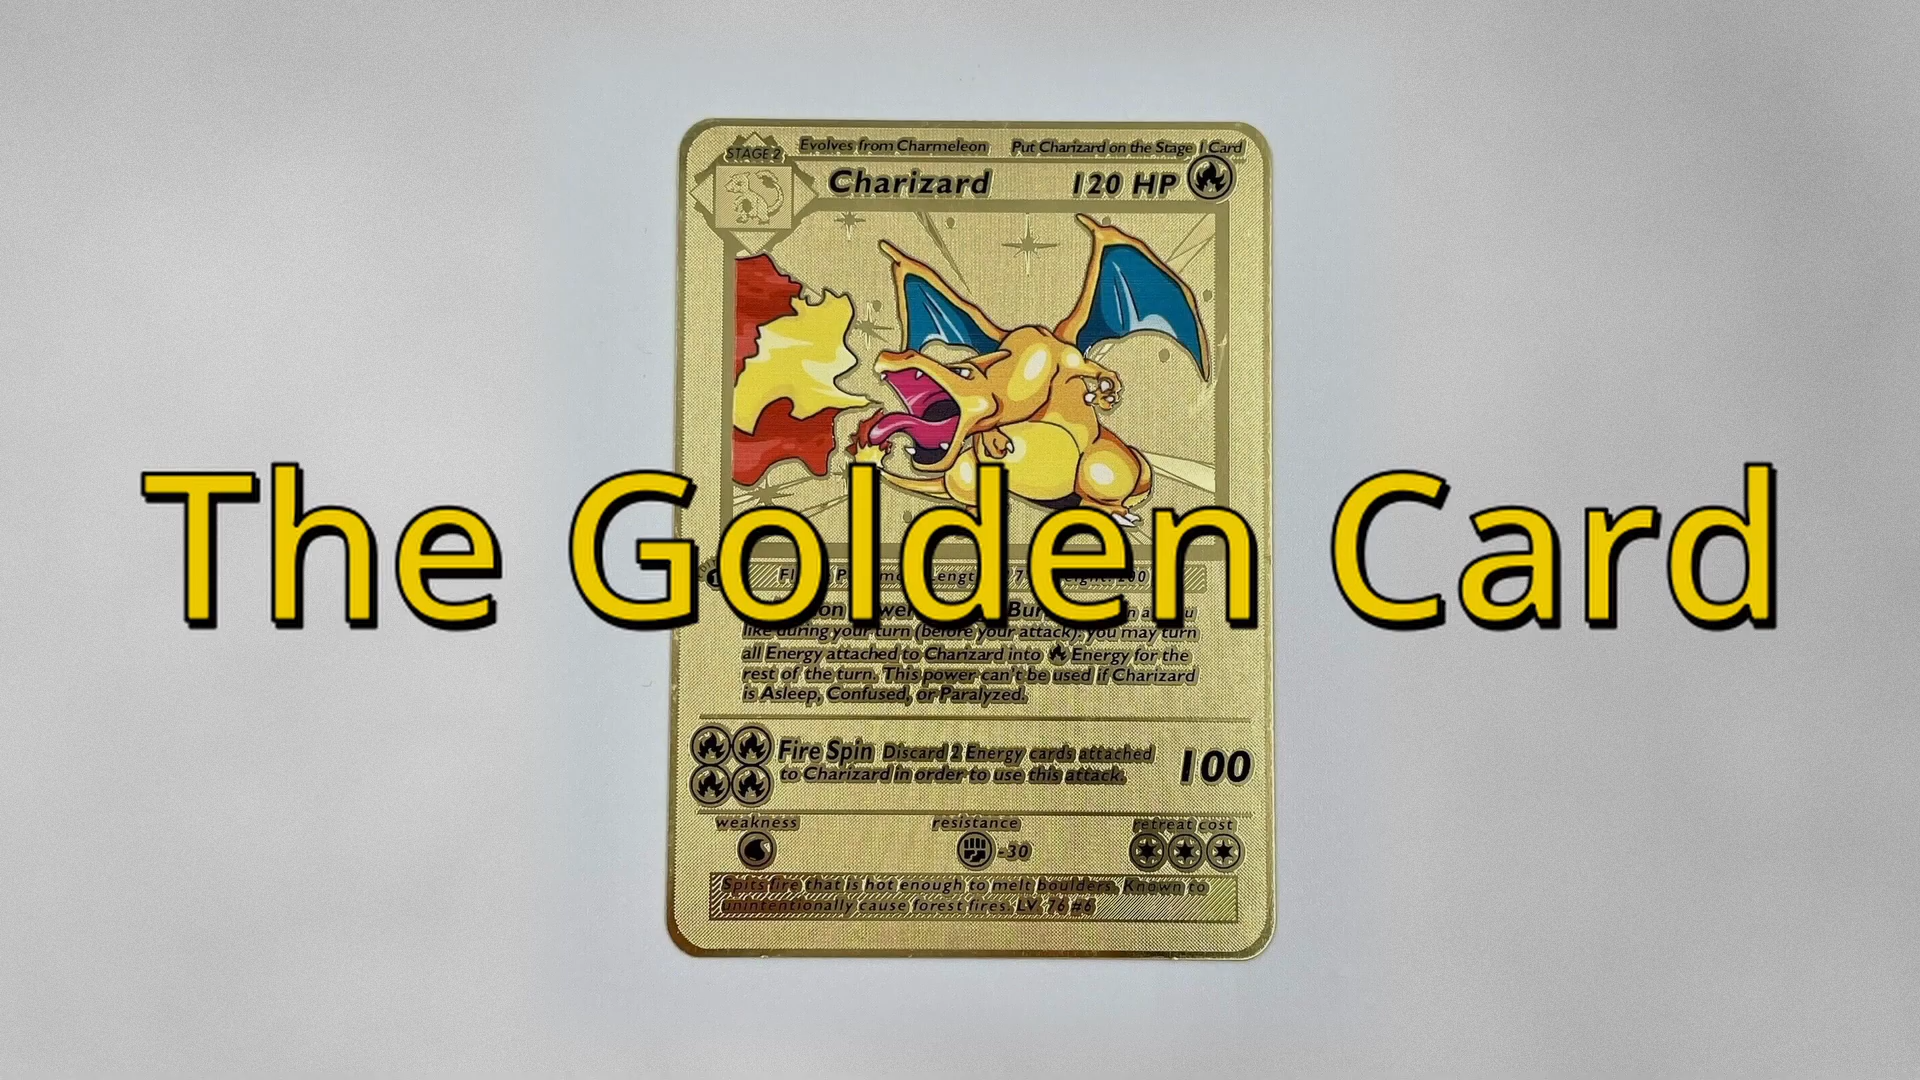 Evolves from Charmeleon Put Charizard on the Stage 1 Card
STAGE 2
Charizard 120 HP
The Golden Card
like during your turn (before your attack), you may turn
all Energy attached to Charizard into Energy for the
rest of the turn. This power can't be used if Charizard
is Asleep, Confused, or Paralyzed.
Fire Spin Discard 2 Energy cards attached
to Charizard in order to use this attack.
100
weakness resistance retreat cost
-30
Spits fire that is hot enough to melt boulders. Known to
unintentionally cause forest fires. LV. 76 #6